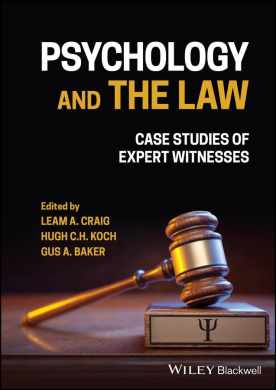 PSYCHOLOGY
AND THE LAW
CASE STUDIES OF
EXPERT WITNESSES
Edited by
LEAM A. CRAIG
HUGH C.H. KOCH
GUS A. BAKER
Ψ
WILEY Blackwell